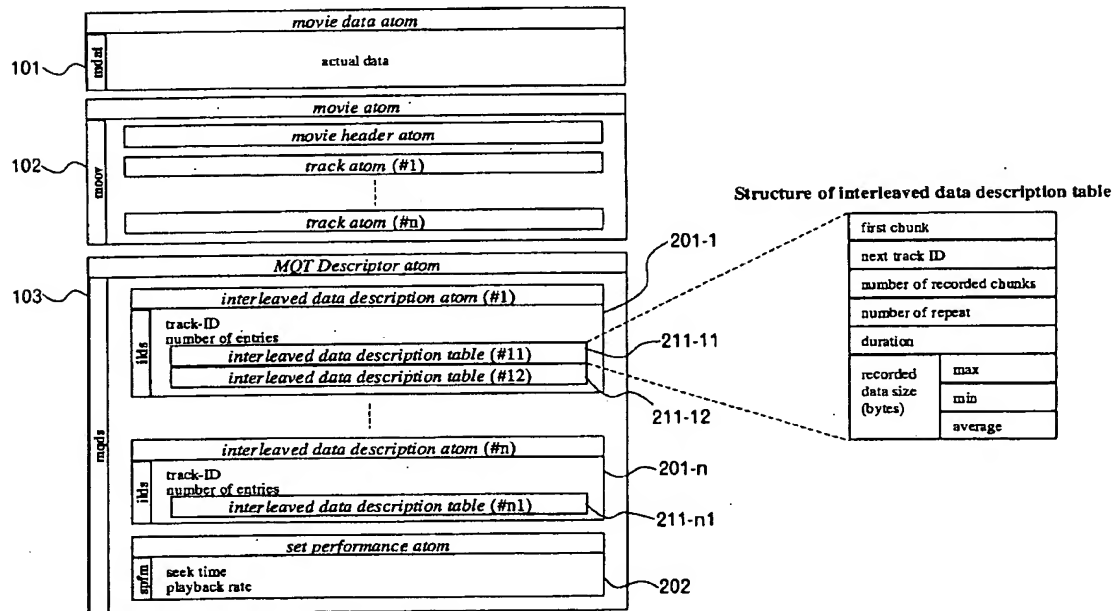 movie data atom
101
mdat
actual data
movie atom
102
moov
movie header atom
track atom (#1)
track atom (#n)
MQT Descriptor atom
103
mqds
201-1
interleaved data description atom (#1)
ilds
track-ID
number of entries
interleaved data description table (#11)
211-11
interleaved data description table (#12)
211-12
interleaved data description atom (#n)
201-n
ilds
track-ID
number of entries
interleaved data description table (#n1)
211-n1
set performance atom
spfm
seek time
playback rate
202
Structure of interleaved data description table
first chunk
next track ID
number of recorded chunks
number of repeat
duration
recorded
data size
(bytes)
max
min
average